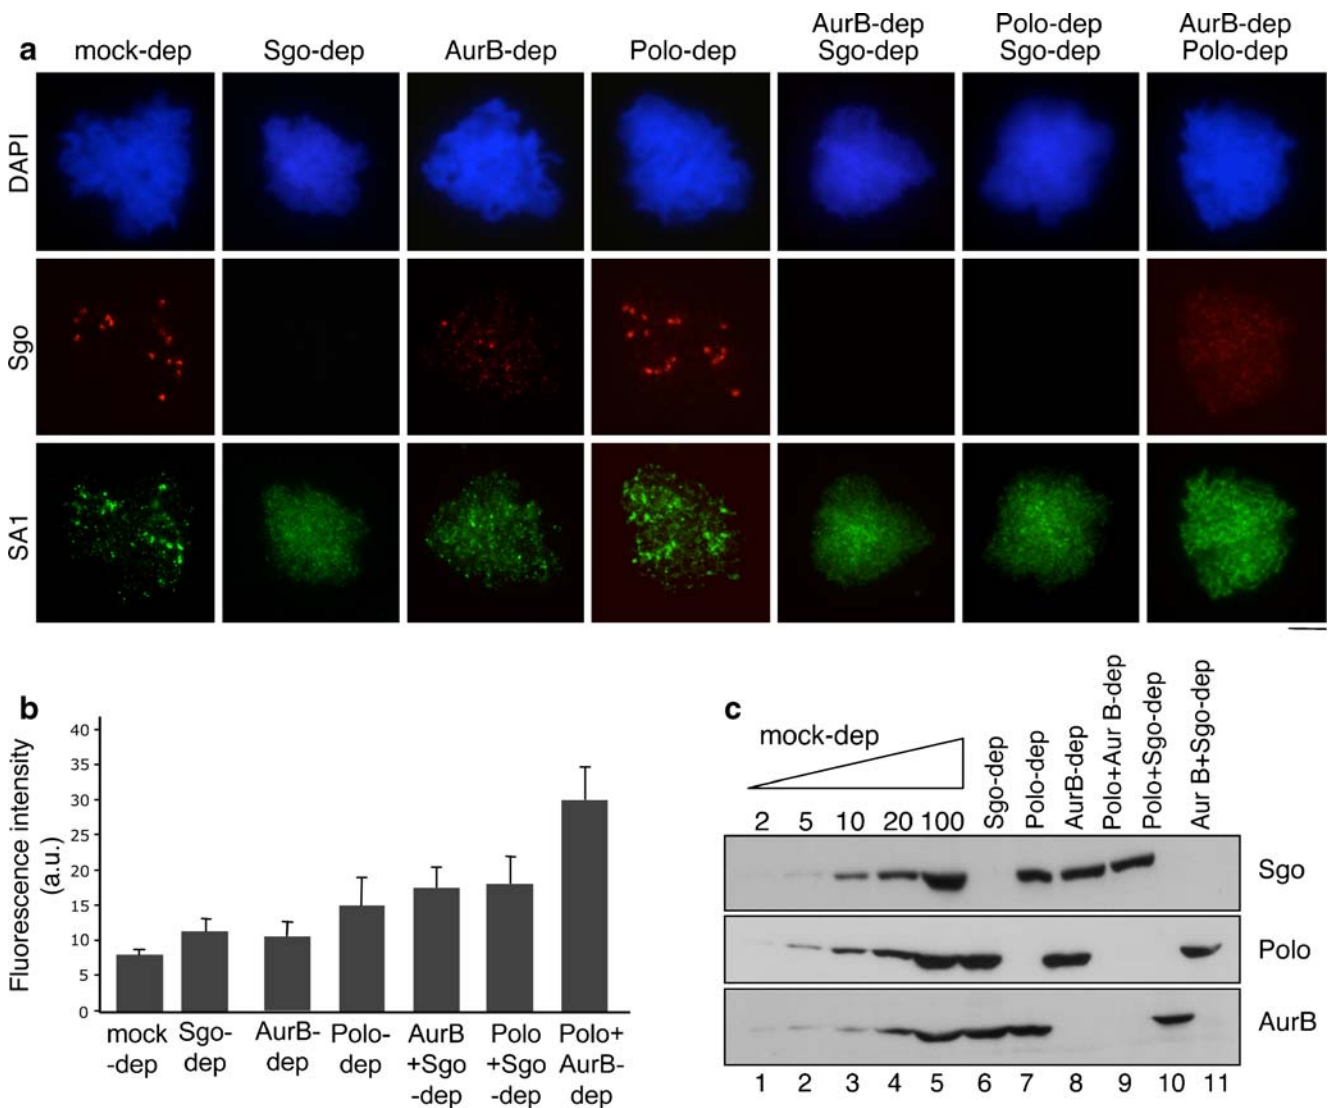 a
mock-dep Sgo-dep AurB-dep Polo-dep AurB-dep Sgo-dep Polo-dep Sgo-dep AurB-dep Polo-dep
DAPI
Sgo
SA1
b
Fluorescence intensity
(a.u.)
40
35
30
25
20
15
10
5
0
mock
-dep
Sgo-
dep
AurB-
dep
Polo-
dep
AurB
+Sgo
-dep
Polo
+Sgo
-dep
Polo+
AurB-
dep
c
mock-dep
2 5 10 20 100
Sgo-dep
Polo-dep
AurB-dep
Polo+Aur B-dep
Polo+Sgo-dep
Aur B+Sgo-dep
Sgo
Polo
AurB
1 2 3 4 5 6 7 8 9 10 11